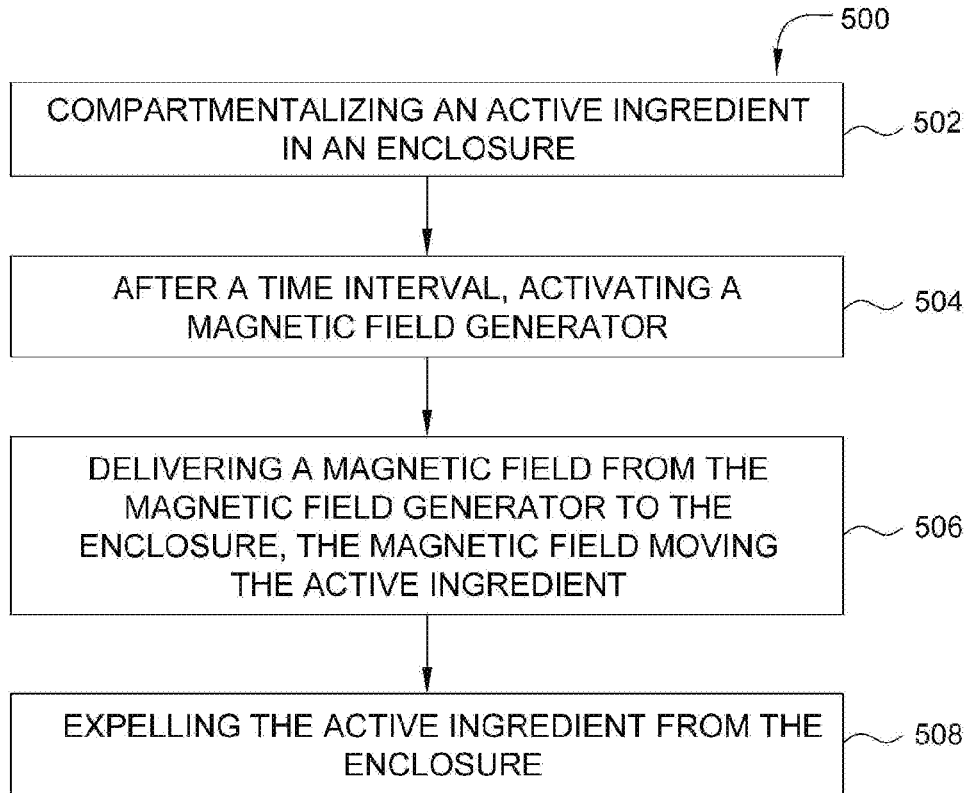 500
COMPARTMENTALIZING AN ACTIVE INGREDIENT
IN AN ENCLOSURE
502
AFTER A TIME INTERVAL, ACTIVATING A
MAGNETIC FIELD GENERATOR
504
DELIVERING A MAGNETIC FIELD FROM THE
MAGNETIC FIELD GENERATOR TO THE
ENCLOSURE, THE MAGNETIC FIELD MOVING
THE ACTIVE INGREDIENT
506
EXPELLING THE ACTIVE INGREDIENT FROM THE
ENCLOSURE
508